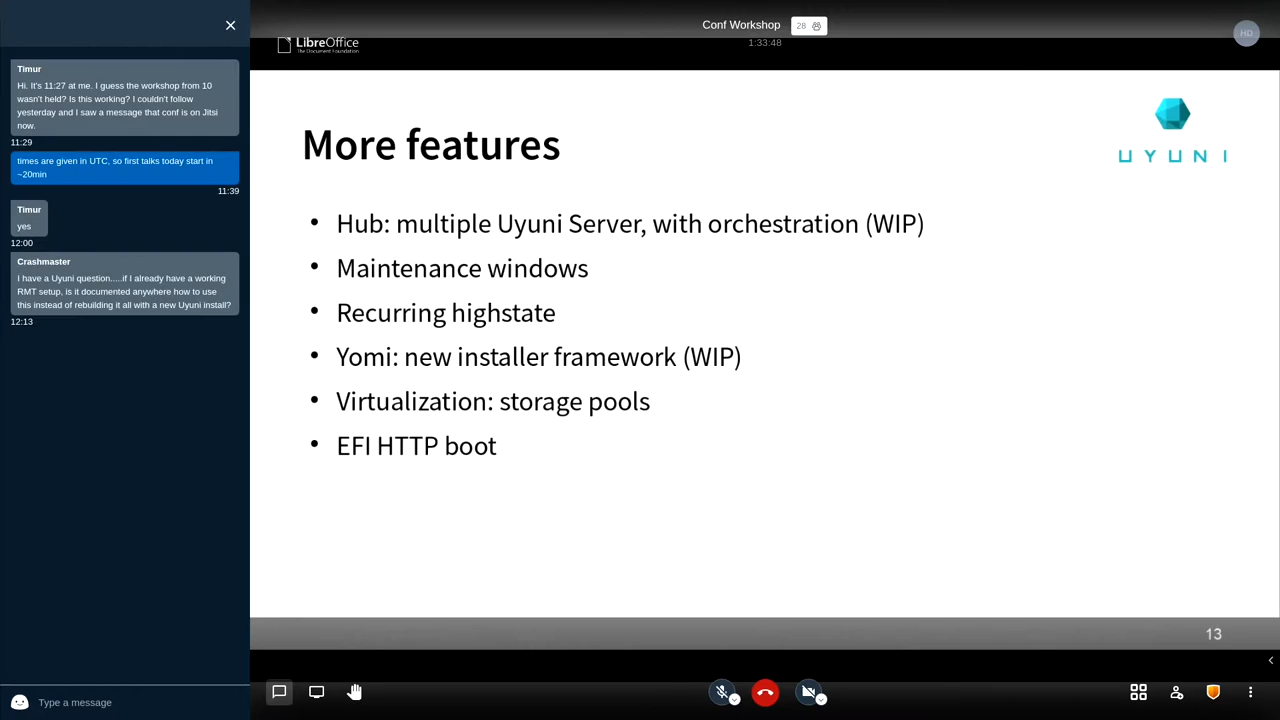 Conf Workshop
28
1:33:48
HD
LibreOffice
The Document Foundation
Timur
Hi. It's 11:27 at me. I guess the workshop from 10
wasn't held? Is this working? I couldn't follow
yesterday and I saw a message that conf is on Jitsi
now.
11:29
times are given in UTC, so first talks today start in
~20min
11:39
Timur
yes
12:00
Crashmaster
I have a Uyuni question.....if I already have a working
RMT setup, is it documented anywhere how to use
this instead of rebuilding it all with a new Uyuni install?
12:13
Type a message
More features
UYUNI
• Hub: multiple Uyuni Server, with orchestration (WIP)
• Maintenance windows
• Recurring highstate
• Yomi: new installer framework (WIP)
• Virtualization: storage pools
• EFI HTTP boot
13